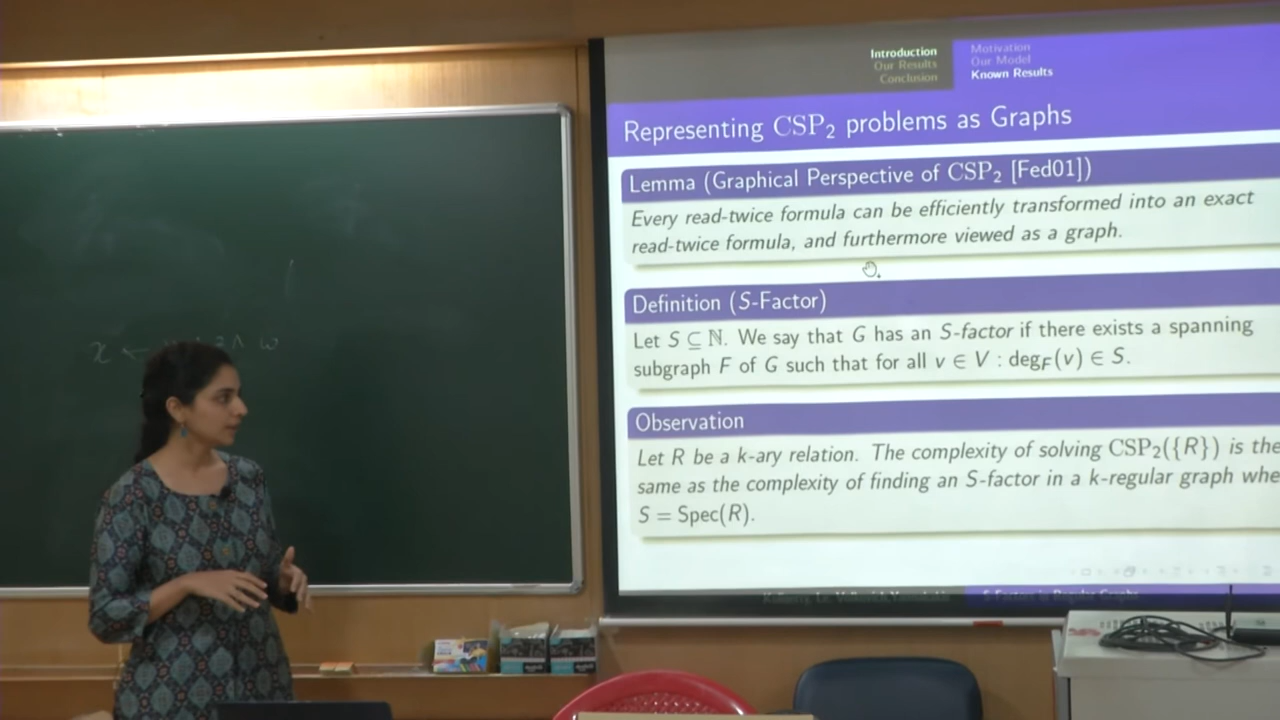 Introduction
Our Results
Conclusion
Motivation
Our Model
Known Results
Representing CSP₂ problems as Graphs
Lemma (Graphical Perspective of CSP₂ [Fed01])
Every read-twice formula can be efficiently transformed into an exact
read-twice formula, and furthermore viewed as a graph.
Definition (S-Factor)
Let S ⊆ ℕ. We say that G has an S-factor if there exists a spanning
subgraph F of G such that for all v ∈ V : deg_F(v) ∈ S.
Observation
Let R be a k-ary relation. The complexity of solving CSP₂({R}) is the
same as the complexity of finding an S-factor in a k-regular graph whe
S = Spec(R).
S-Factors in Regular Graphs
x ←
w